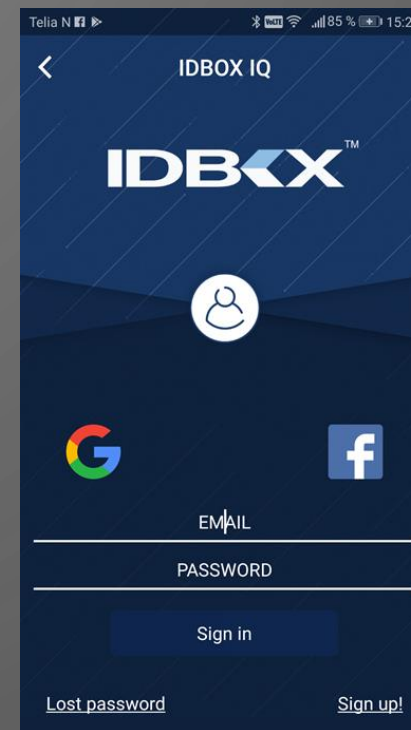 Telia N 85 % 15:2
IDBOX IQ
IDBOX™
EMAIL
PASSWORD
Sign in
Lost password Sign up!